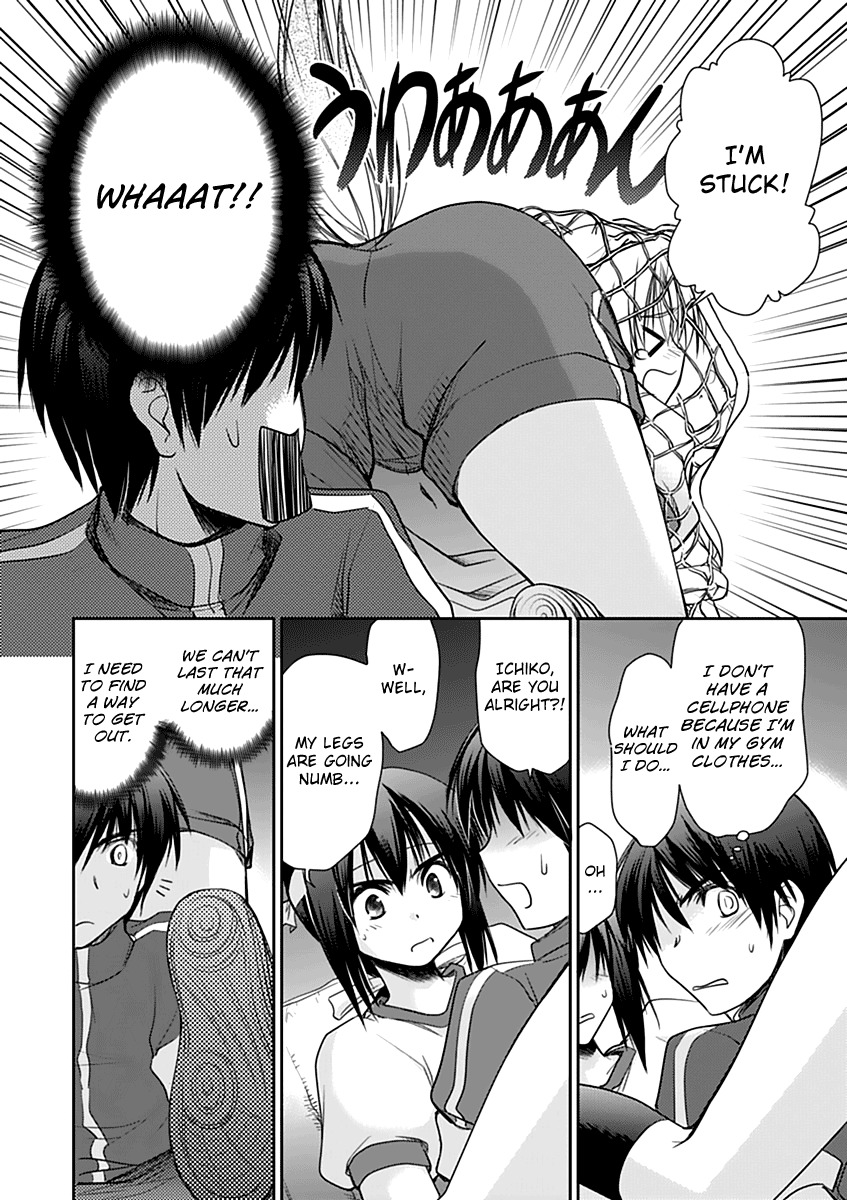 I'M
STUCK!
うわあああん
WHAAAT!!
I DON'T
HAVE A
CELLPHONE
BECAUSE I'M
IN MY GYM
CLOTHES...
WHAT
SHOULD
I DO...
OH
...
ICHIKO,
ARE YOU
ALRIGHT?!
W-
WELL,
MY LEGS
ARE GOING
NUMB...
WE CAN'T
LAST THAT
MUCH
LONGER...
I NEED
TO FIND
A WAY
TO GET
OUT.